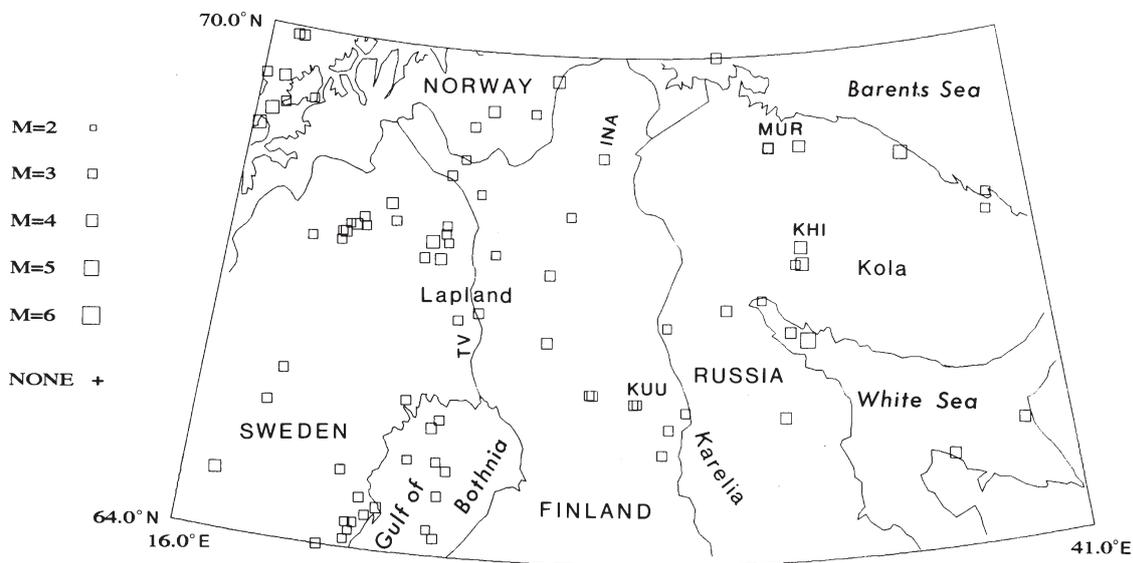 70.0°N
NORWAY
Barents Sea
INA
MUR
M=2
M=3
M=4
M=5
M=6
NONE +
KHI
Kola
Lapland
TV
RUSSIA
KUU
White Sea
SWEDEN
Karelia
Gulf of
Bothnia
FINLAND
64.0°N
16.0°E
41.0°E